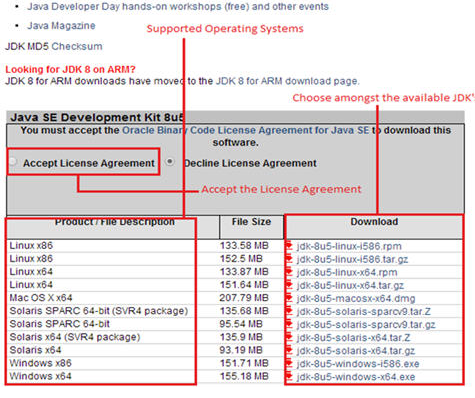 Java Developer Day hands-on workshops (free) and other events
Java Magazine
Supported Operating Systems
JDK MD5 Checksum
Looking for JDK 8 on ARM?
JDK 8 for ARM downloads have moved to the JDK 8 for ARM download page.
Choose amongst the available JDK'
Java SE Development Kit 8u5
You must accept the Oracle Binary Code License Agreement for Java SE to download this
software.
Accept License Agreement Decline License Agreement
Accept the License Agreement
Product / File Description File Size Download
Linux x86 133.58 MB jdk-8u5-linux-i586.rpm
Linux x86 152.5 MB jdk-8u5-linux-i586.tar.gz
Linux x64 133.87 MB jdk-8u5-linux-x64.rpm
Linux x64 151.64 MB jdk-8u5-linux-x64.tar.gz
Mac OS X x64 207.79 MB jdk-8u5-macosx-x64.dmg
Solaris SPARC 64-bit (SVR4 package) 135.68 MB jdk-8u5-solaris-sparcv9.tar.Z
Solaris SPARC 64-bit 95.54 MB jdk-8u5-solaris-sparcv9.tar.gz
Solaris x64 (SVR4 package) 135.9 MB jdk-8u5-solaris-x64.tar.Z
Solaris x64 93.19 MB jdk-8u5-solaris-x64.tar.gz
Windows x86 151.71 MB jdk-8u5-windows-i586.exe
Windows x64 155.18 MB jdk-8u5-windows-x64.exe